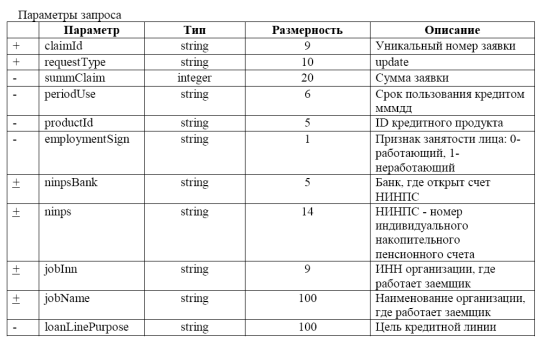 Параметры запроса
Параметр Тип Размерность Описание
+ claimId string 9 Уникальный номер заявки
+ requestType string 10 update
- summClaim integer 20 Сумма заявки
- periodUse string 6 Срок пользования кредитом
мммдд
- productId string 5 ID кредитного продукта
- employmentSign string 1 Признак занятости лица: 0-
работающий, 1-
неработающий
± ninpsBank string 5 Банк, где открыт счет
НИНПС
± ninps string 14 НИНПС - номер
индивидуального
накопительного
пенсионного счета
± jobInn string 9 ИНН организации, где
работает заемщик
± jobName string 100 Наименование организации,
где работает заемщик
- loanLinePurpose string 100 Цель кредитной линии